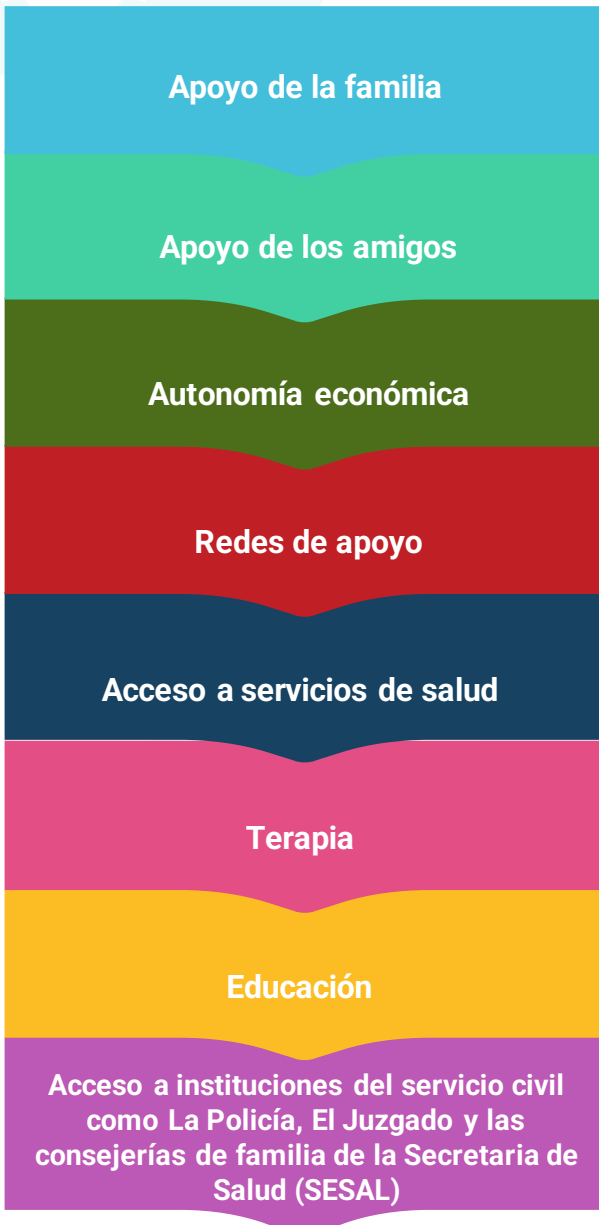 Apoyo de la familia
Apoyo de los amigos
Autonomía económica
Redes de apoyo
Acceso a servicios de salud
Terapia
Educación
Acceso a instituciones del servicio civil
como La Policía, El Juzgado y las
consejerías de familia de la Secretaria de
Salud (SESAL)